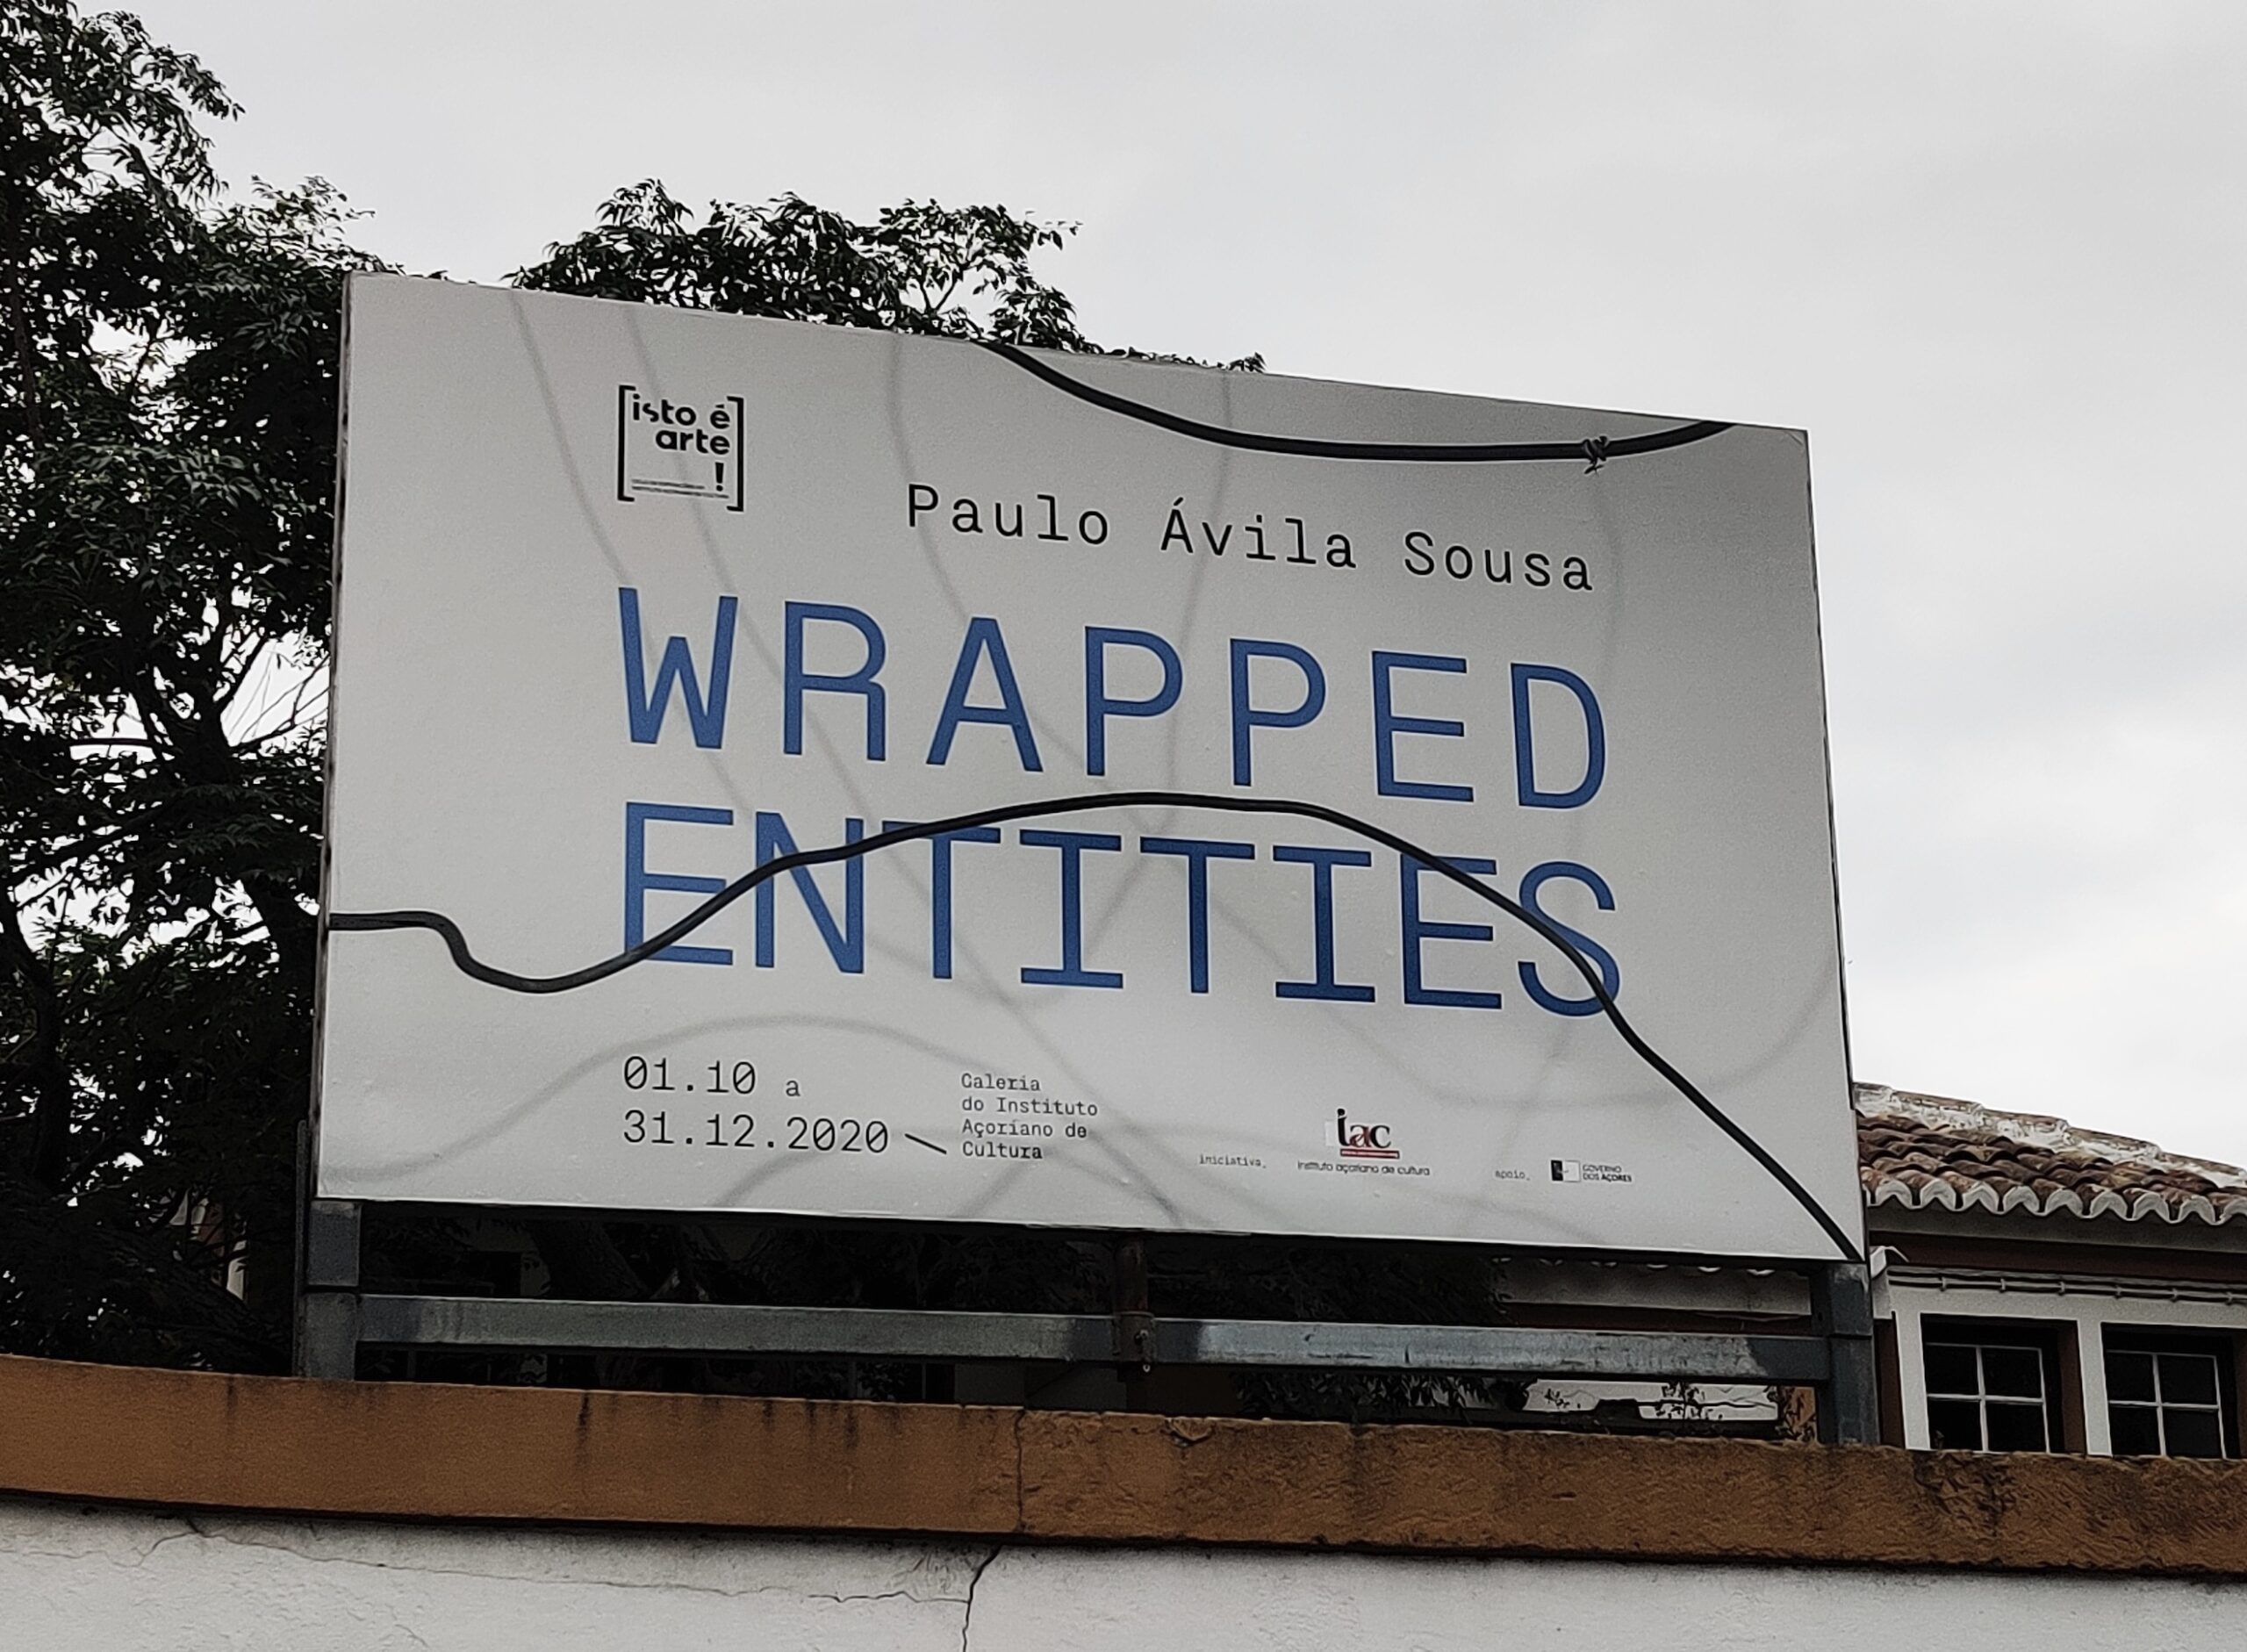 isto é
arte
!
Paulo Ávila Sousa
WRAPPED
ENTITIES
01.10 a
31.12.2020
Galeria
do Instituto
Açoriano de
Cultura
iniciativa.
iac
instituto açoriano de cultura
apoio.
GOVERNO
DOS AÇORES